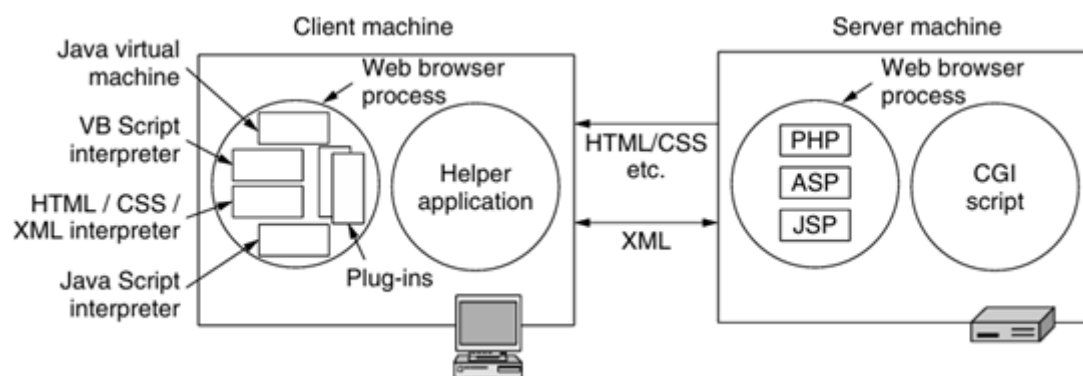 Client machine
Server machine
Java virtual
machine
Web browser
process
VB Script
interpreter
HTML / CSS /
XML interpreter
Java Script
interpreter
Plug-ins
Helper
application
HTML/CSS
etc.
XML
Web browser
process
PHP
ASP
JSP
CGI
script